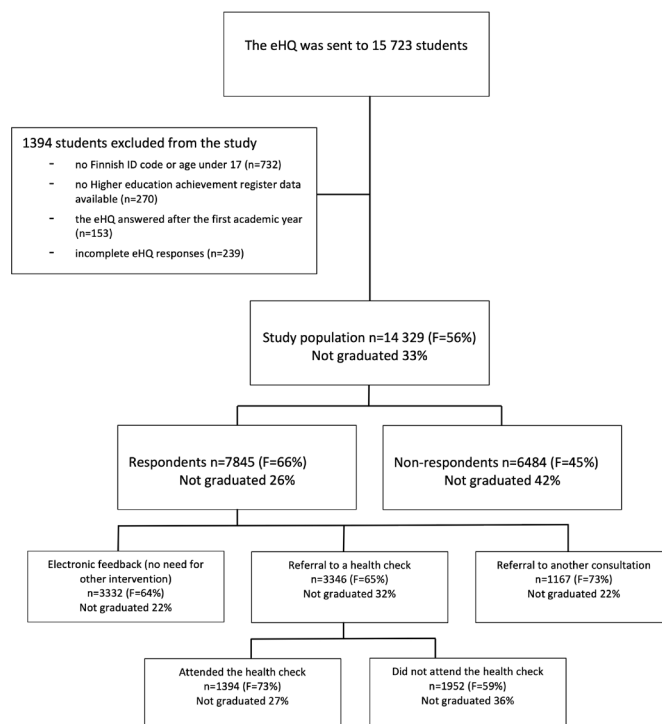 The eHQ was sent to 15 723 students
1394 students excluded from the study
- no Finnish ID code or age under 17 (n=732)
- no Higher education achievement register data
available (n=270)
- the eHQ answered after the first academic year
(n=153)
- incomplete eHQ responses (n=239)
Study population n=14 329 (F=56%)
Not graduated 33%
Respondents n=7845 (F=66%)
Not graduated 26%
Non-respondents n=6484 (F=45%)
Not graduated 42%
Electronic feedback (no need for
other intervention)
n=3332 (F=64%)
Not graduated 22%
Referral to a health check
n=3346 (F=65%)
Not graduated 32%
Referral to another consultation
n=1167 (F=73%)
Not graduated 22%
Attended the health check
n=1394 (F=73%)
Not graduated 27%
Did not attend the health check
n=1952 (F=59%)
Not graduated 36%